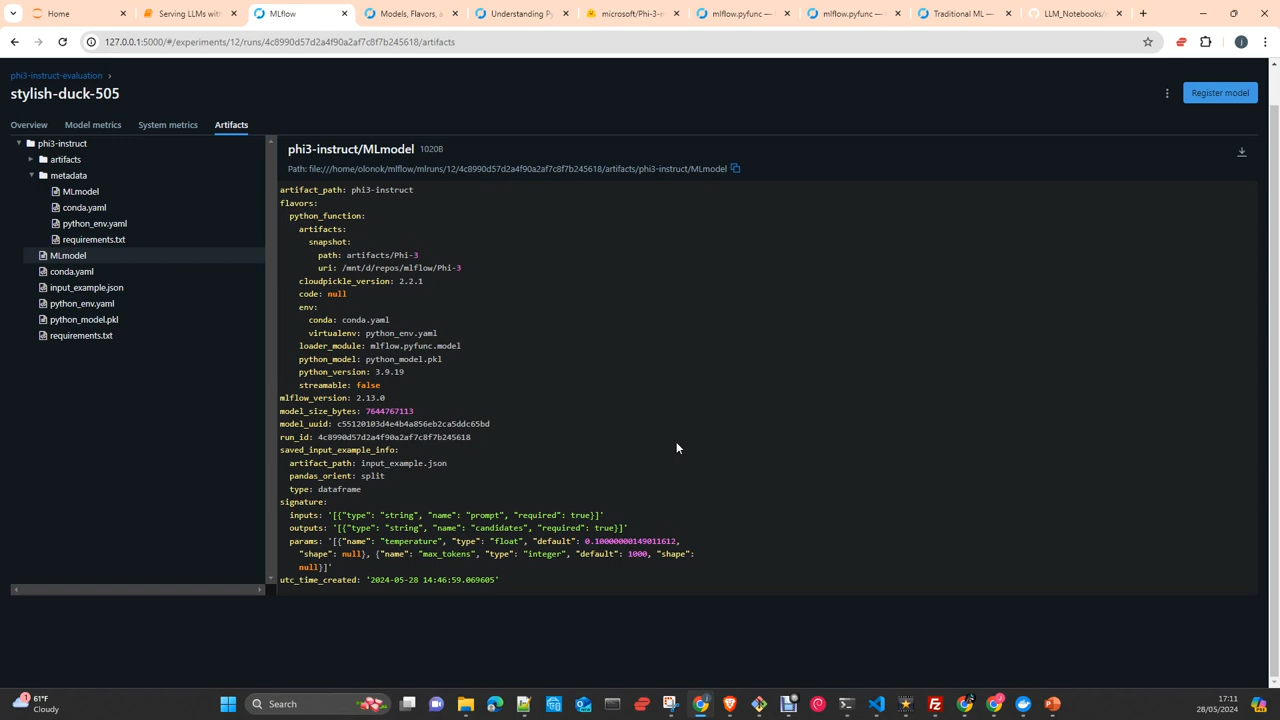 Home
Serving LLMs with
MLflow
Models, Flavors, a
Understanding Py
microsoft/Phi-3-m
mlflow.pyfunc —
mlflow.pyfunc —
Traditional ML —
LLM_Notebooks/
127.0.0.1:5000/#/experiments/12/runs/4c8990d57d2a4f90a2af7c8f7b245618/artifacts
phi3-instruct-evaluation
stylish-duck-505
Register model
Overview
Model metrics
System metrics
Artifacts
phi3-instruct
artifacts
metadata
MLmodel
conda.yaml
python_env.yaml
requirements.txt
MLmodel
conda.yaml
input_example.json
python_env.yaml
python_model.pkl
requirements.txt
phi3-instruct/MLmodel 1020B
Path: file:///home/olonok/mlflow/mlruns/12/4c8990d57d2a4f90a2af7c8f7b245618/artifacts/phi3-instruct/MLmodel
artifact_path: phi3-instruct
flavors:
python_function:
artifacts:
snapshot:
path: artifacts/Phi-3
uri: /mnt/d/repos/mlflow/Phi-3
cloudpickle_version: 2.2.1
code: null
env:
conda: conda.yaml
virtualenv: python_env.yaml
loader_module: mlflow.pyfunc.model
python_model: python_model.pkl
python_version: 3.9.19
streamable: false
mlflow_version: 2.13.0
model_size_bytes: 7644767113
model_uuid: c55120103d4e4b4a856eb2ca5ddc65bd
run_id: 4c8990d57d2a4f90a2af7c8f7b245618
saved_input_example_info:
artifact_path: input_example.json
pandas_orient: split
type: dataframe
signature:
inputs: '[{"type": "string", "name": "prompt", "required": true}]'
outputs: '[{"type": "string", "name": "candidates", "required": true}]'
params: '[{"name": "temperature", "type": "float", "default": 0.10000000149011612,
"shape": null}, {"name": "max_tokens", "type": "integer", "default": 1000, "shape":
null}]'
utc_time_created: '2024-05-28 14:46:59.069605'
61°F
Cloudy
Search
17:11
28/05/2024